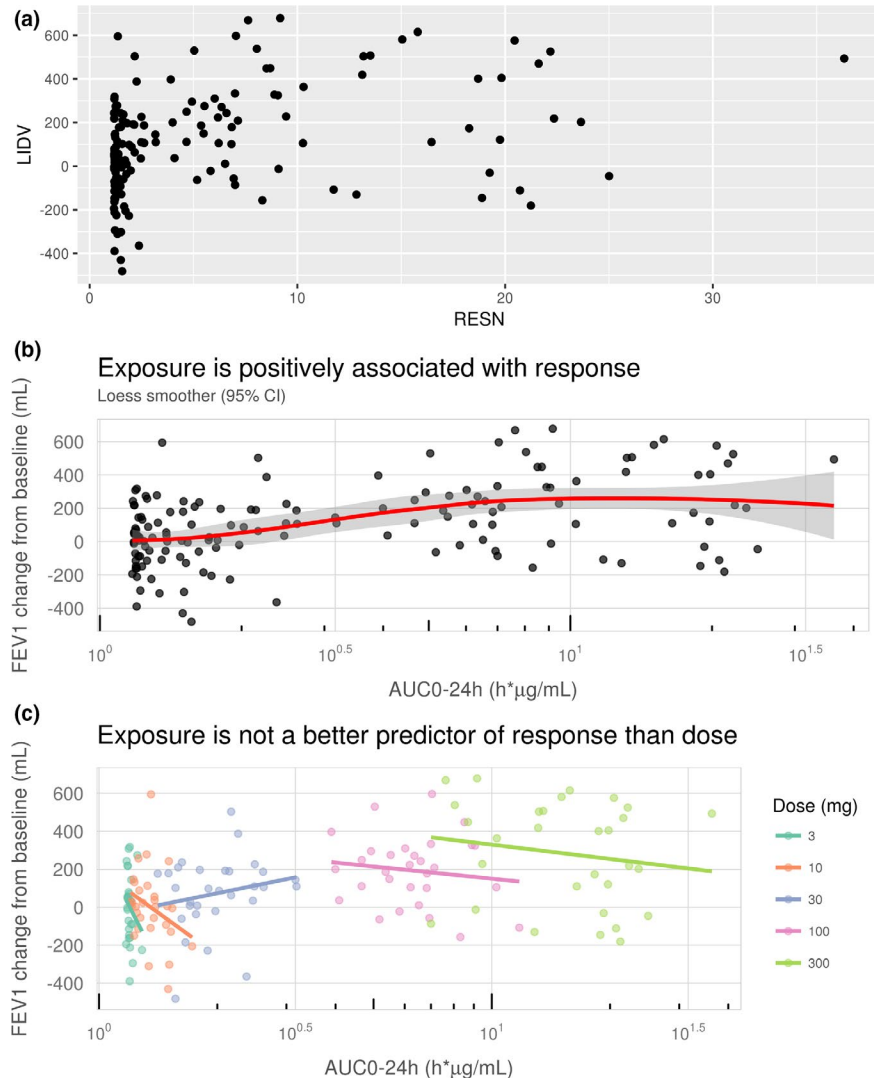 (a)
600
400
200
0
-200
-400
LIDV
0 10 20 30
RESN
(b)
Exposure is positively associated with response
Loess smoother (95% CI)
FEV1 change from baseline (mL)
600
400
200
0
-200
-400
10^0 10^0.5 10^1 10^1.5
AUC0-24h (h*μg/mL)
(c)
Exposure is not a better predictor of response than dose
FEV1 change from baseline (mL)
600
400
200
0
-200
-400
10^0 10^0.5 10^1 10^1.5
AUC0-24h (h*μg/mL)
Dose (mg)
3
10
30
100
300